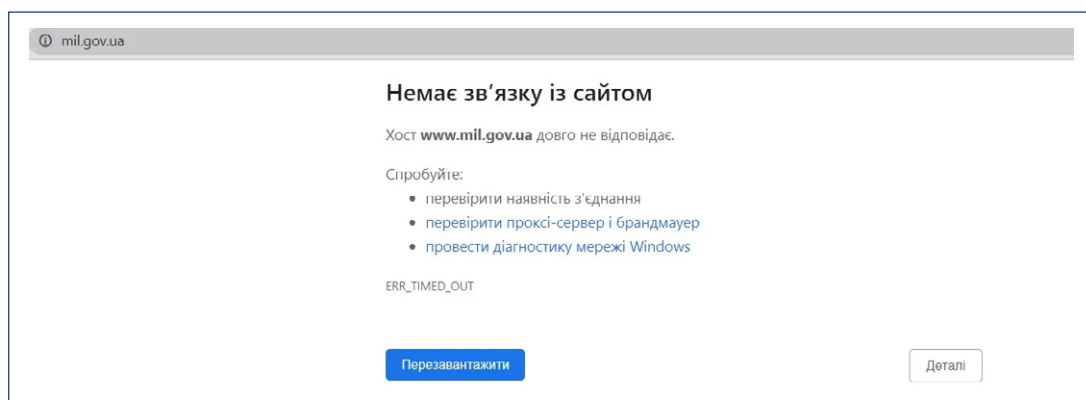 mil.gov.ua
Немає зв’язку із сайтом
Хост www.mil.gov.ua довго не відповідає.
Спробуйте:
• перевірити наявність з’єднання
• перевірити проксі-сервер і брандмауер
• провести діагностику мережі Windows
ERR_TIMED_OUT
Перезавантажити
Деталі